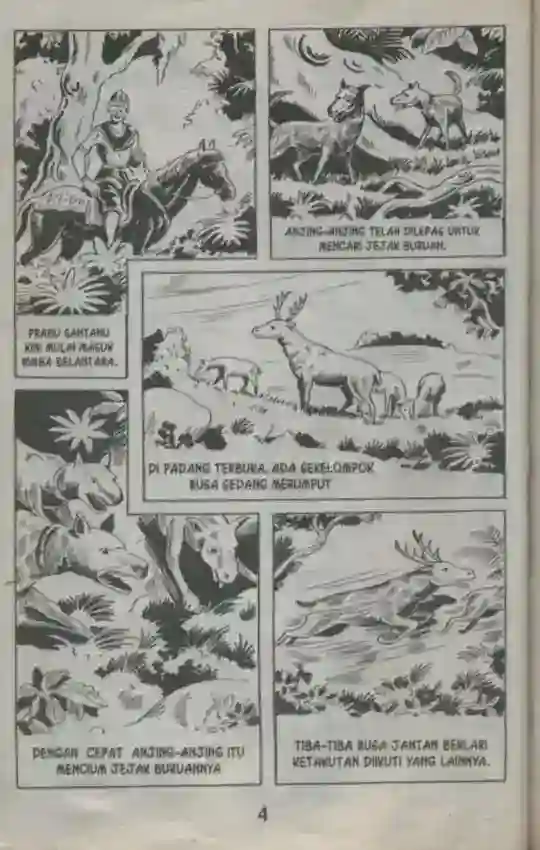 PRABU SANTANU
KINI MULAI MASUK
RIMBA BELANTARA.
ANJING-ANJING TELAH DILEPAS UNTUK
MENCARI JEJAK BURUAN.
DI PADANG TERBUKA, ADA SEKELOMPOK
RUSA SEDANG MERUMPUT
DENGAN CEPAT ANJING-ANJING ITU
MENCIUM JEJAK BURUANNYA
TIBA-TIBA RUSA JANTAN BERLARI
KETAKUTAN DIIKUTI YANG LAINNYA.
4